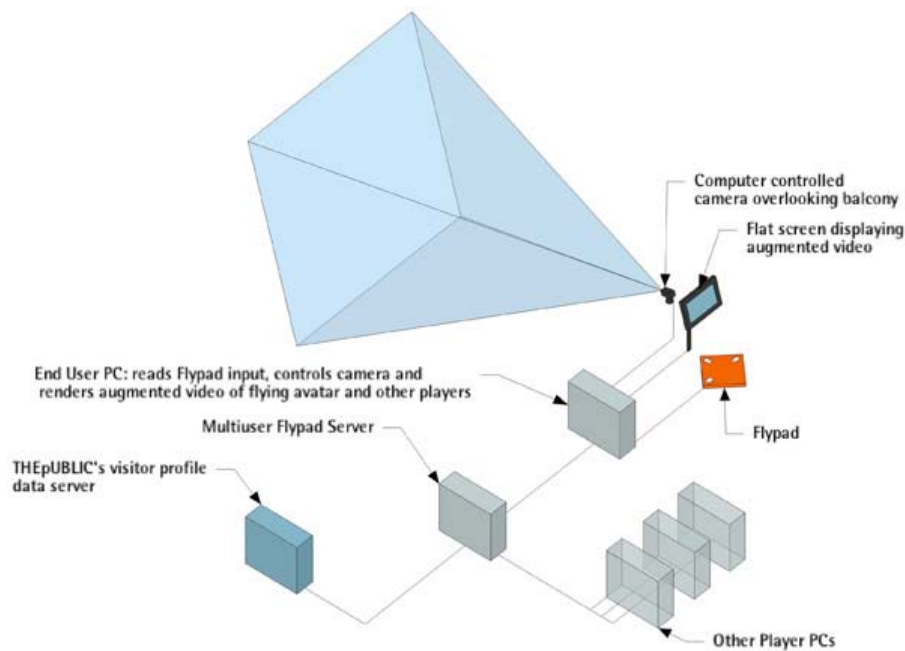 Computer controlled
camera overlooking balcony
Flat screen displaying
augmented video
End User PC: reads Flypad input, controls camera and
renders augmented video of flying avatar and other players
Flypad
Multiuser Flypad Server
THEpUBLIC's visitor profile
data server
Other Player PCs